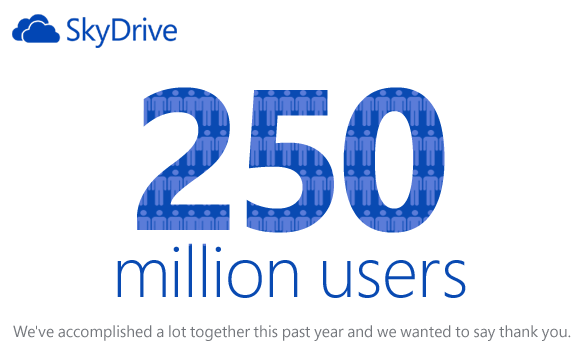 SkyDrive
250
million users
We've accomplished a lot together this past year and we wanted to say thank you.